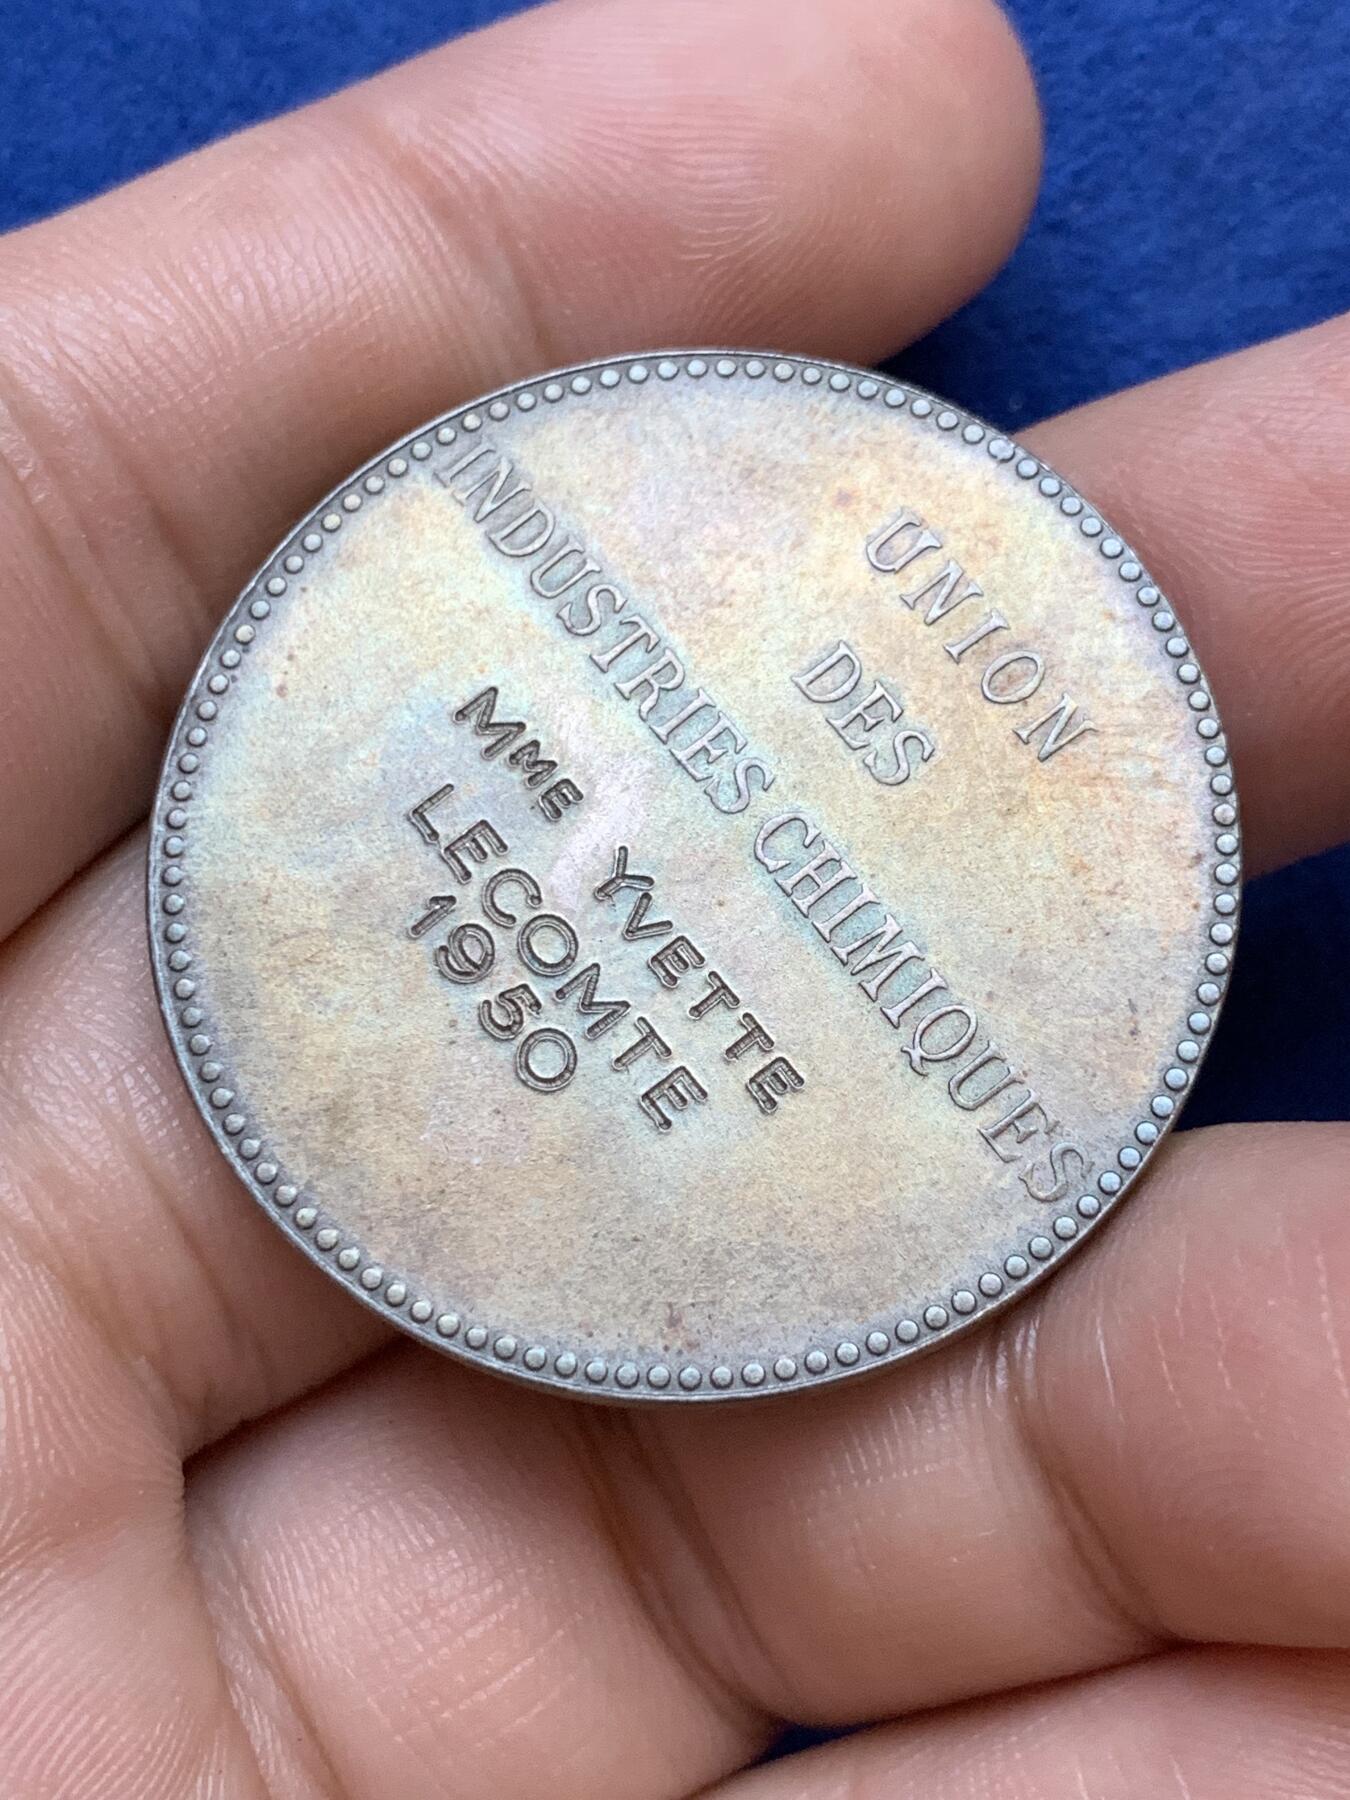 UNION
DES
INDUSTRIES CHIMIQUES
MME YVETTE
LECOMTE
1950